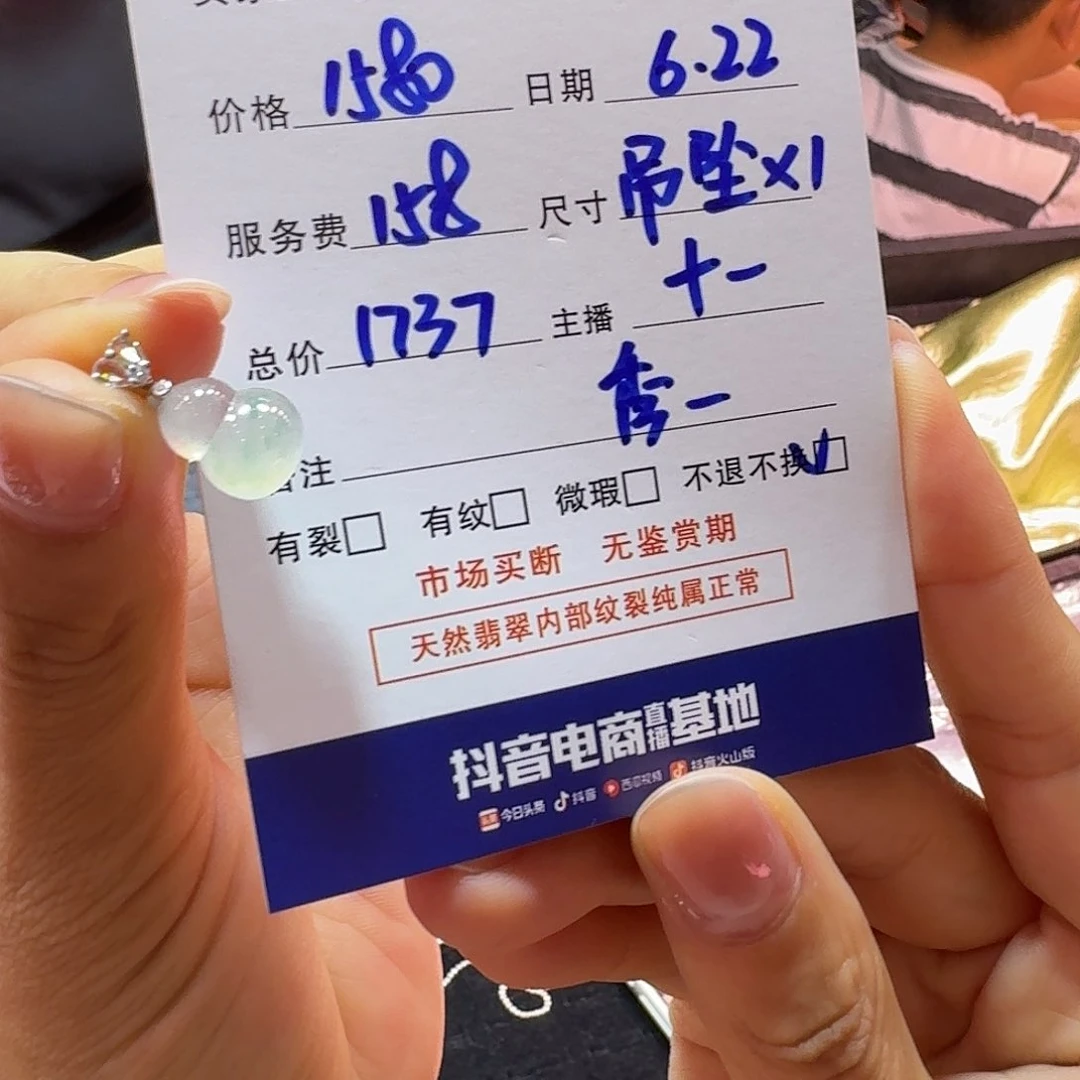 价格 1580 日期 6.22
服务费 158 尺寸 吊坠x1
总价 1737 主播 十一
秀一
备注
有裂□ 有纹□ 微瑕□ 不退不换☑
市场买断 无鉴赏期
天然翡翠内部纹裂纯属正常
抖音电商直播基地
今日头条 抖音 西瓜视频 抖音火山版